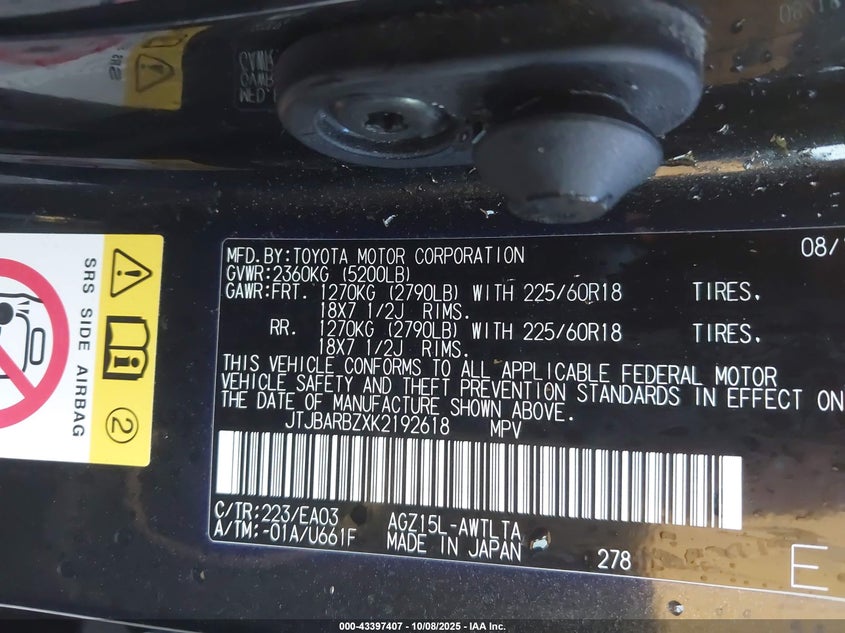 08/1
MFD.BY:TOYOTA MOTOR CORPORATION
GVWR:2360KG (5200LB)
GAWR:FRT. 1270KG (2790LB) WITH 225/60R18 TIRES.
18X7 1/2J RIMS.
RR. 1270KG (2790LB) WITH 225/60R18 TIRES.
18X7 1/2J RIMS.
THIS VEHICLE CONFORMS TO ALL APPLICABLE FEDERAL MOTOR
VEHICLE SAFETY AND THEFT PREVENTION STANDARDS IN EFFECT ON
THE DATE OF MANUFACTURE SHOWN ABOVE.
JTJBARBZXK2192618 MPV
C/TR:223/EA03 AGZ15L-AWTLTA
A/TM:-01A/U661F MADE IN JAPAN 278 E
SRS SIDE AIRBAG
2
000-43397407 - 10/08/2025 - IAA Inc.